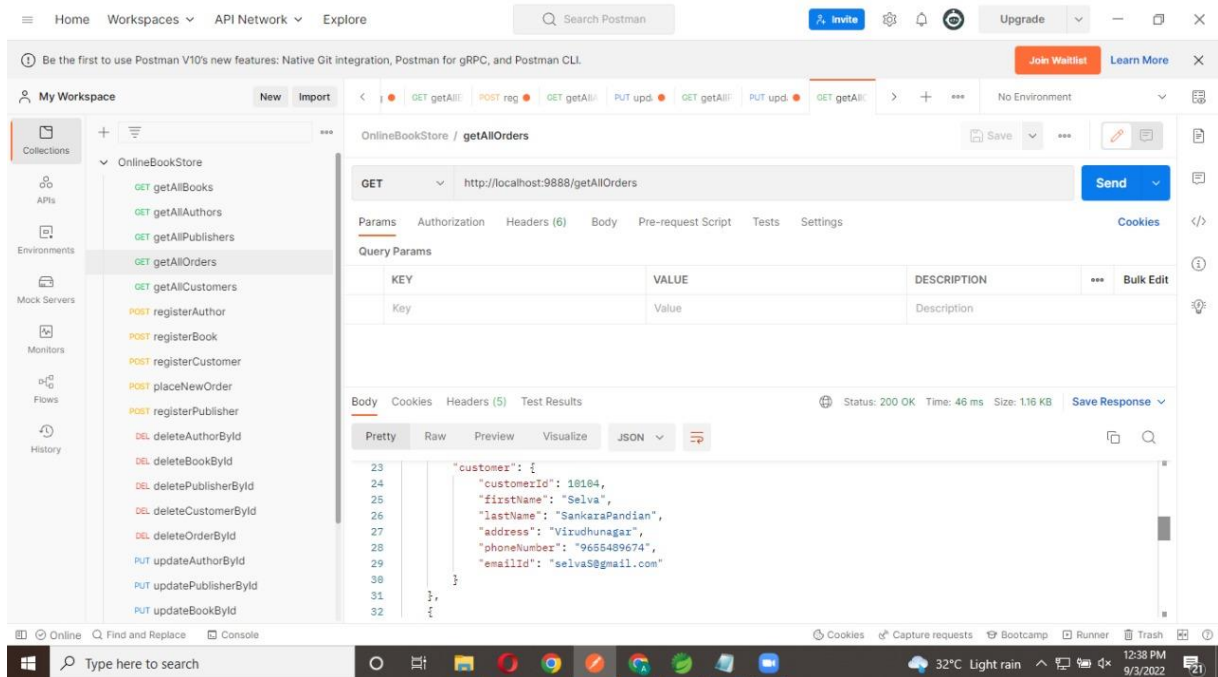 Home Workspaces API Network Explore Search Postman Invite Upgrade
Be the first to use Postman V10's new features: Native Git integration, Postman for gRPC, and Postman CLI. Join Waitlist Learn More
My Workspace New Import GET getAllE POST reg GET getAllA PUT upd. GET getAllF PUT upd. GET getAllC No Environment
Collections
APIs
Environments
Mock Servers
Monitors
Flows
History
OnlineBookStore
GET getAllBooks
GET getAllAuthors
GET getAllPublishers
GET getAllOrders
GET getAllCustomers
POST registerAuthor
POST registerBook
POST registerCustomer
POST placeNewOrder
POST registerPublisher
DEL deleteAuthorById
DEL deleteBookById
DEL deletePublisherById
DEL deleteCustomerById
DEL deleteOrderById
PUT updateAuthorById
PUT updatePublisherById
PUT updateBookById
OnlineBookStore / getAllOrders Save
GET http://localhost:9888/getAllOrders Send
Params Authorization Headers (6) Body Pre-request Script Tests Settings Cookies
Query Params
KEY VALUE DESCRIPTION Bulk Edit
Key Value Description
Body Cookies Headers (5) Test Results Status: 200 OK Time: 46 ms Size: 1.16 KB Save Response
Pretty Raw Preview Visualize JSON
23 "customer": {
24 "customerId": 10104,
25 "firstName": "Selva",
26 "lastName": "SankaraPandian",
27 "address": "Virudhunagar",
28 "phoneNumber": "9655489674",
29 "emailId": "selvaS@gmail.com"
30 }
31 },
32 {
Online Find and Replace Console Cookies Capture requests Bootcamp Runner Trash
Type here to search 32°C Light rain 12:38 PM
9/3/2022 21